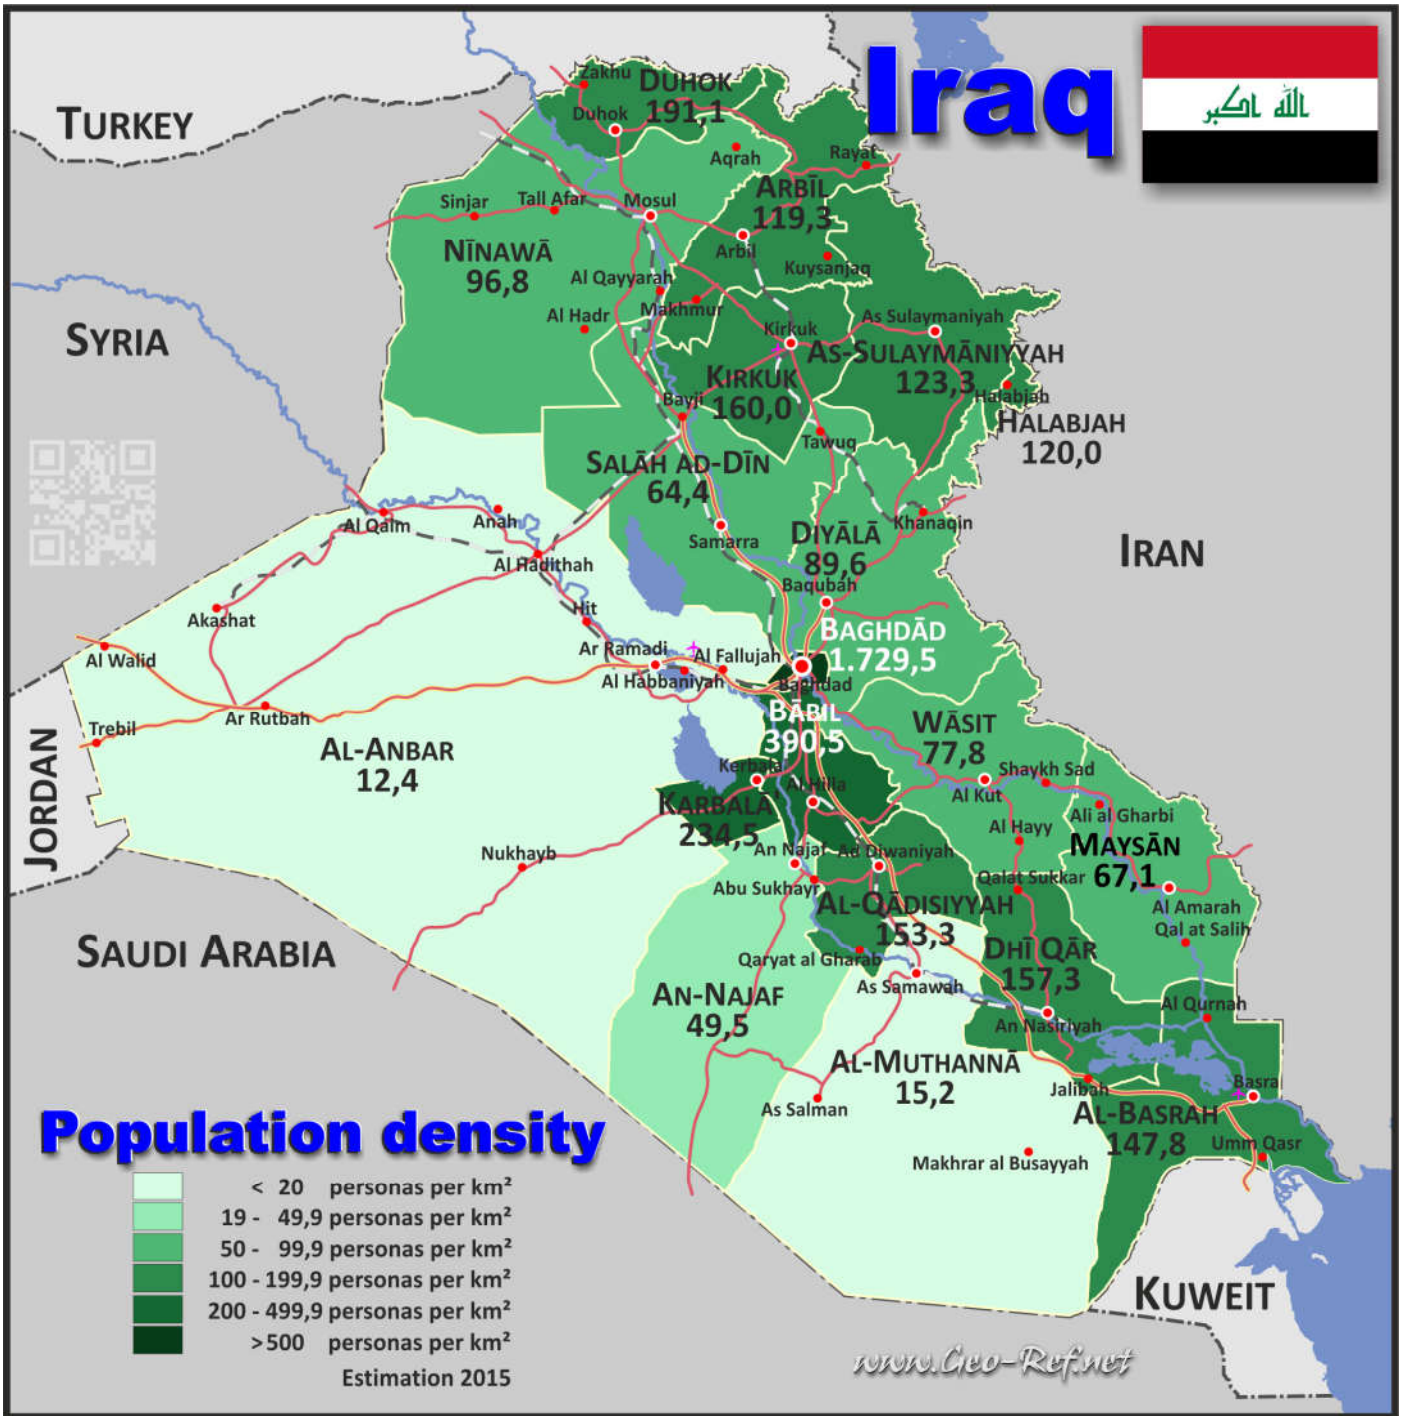 Iraq
الله اكبر
TURKEY
SYRIA
JORDAN
SAUDI ARABIA
IRAN
KUWEIT
DUHOK
191,1
Zakhu
Duhok
Aqrah
Rayat
ARBĪL
119,3
Sinjar
Tall Afar
Mosul
Arbil
Kuysanjaq
NĪNAWĀ
96,8
Al Qayyarah
Makhmur
Al Hadr
Kirkuk
As Sulaymaniyah
AS-SULAYMĀNIYYAH
123,3
KIRKUK
160,0
Halabjah
HALABJAH
120,0
Bayji
Tawuq
SALĀH AD-DĪN
64,4
Al Qaim
Anah
Samarra
DIYĀLĀ
89,6
Khanaqin
Al Hadithah
Baqubah
Akashat
Hit
BAGHDĀD
1.729,5
Al Walid
Ar Ramadi
Al Fallujah
Al Habbaniyah
Baghdad
Ar Rutbah
Trebil
BĀBIL
390,5
WĀSIT
77,8
AL-ANBAR
12,4
Kerbala
Al Hilla
Shaykh Sad
Al Kut
KARBALĀ'
234,5
Ali al Gharbi
Al Hayy
MAYSĀN
67,1
Nukhayb
An Najaf
Ad Diwaniyah
Abu Sukhayr
Qalat Sukkar
AL-QĀDISIYYAH
153,3
Al Amarah
Qal at Salih
Qaryat al Gharab
DHĪ QĀR
157,3
As Samawah
AN-NAJAF
49,5
Al Qurnah
An Nasiriyah
AL-MUTHANNĀ
15,2
Jalibah
Basra
As Salman
AL-BASRAH
147,8
Umm Qasr
Makhrar al Busayyah
Population density
< 20 personas per km²
19 - 49,9 personas per km²
50 - 99,9 personas per km²
100 - 199,9 personas per km²
200 - 499,9 personas per km²
>500 personas per km²
Estimation 2015
www.Geo-Ref.net